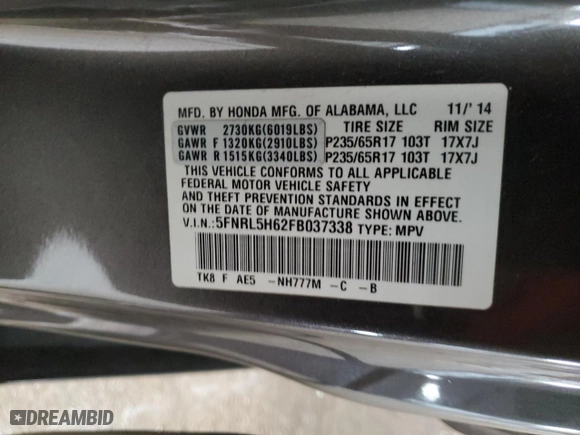 MFD. BY HONDA MFG. OF ALABAMA, LLC 11/'14
GVWR 2730KG(6019LBS) TIRE SIZE RIM SIZE
GAWR F 1320KG(2910LBS) P235/65R17 103T 17X7J
GAWR R 1515KG(3340LBS) P235/65R17 103T 17X7J
THIS VEHICLE CONFORMS TO ALL APPLICABLE
FEDERAL MOTOR VEHICLE SAFETY
AND THEFT PREVENTION STANDARDS IN EFFECT
ON THE DATE OF MANUFACTURE SHOWN ABOVE.
V.I.N.: 5FNRL5H62FB037338 TYPE: MPV
TK8 F AE5 -NH777M -C -B
DREAMBID